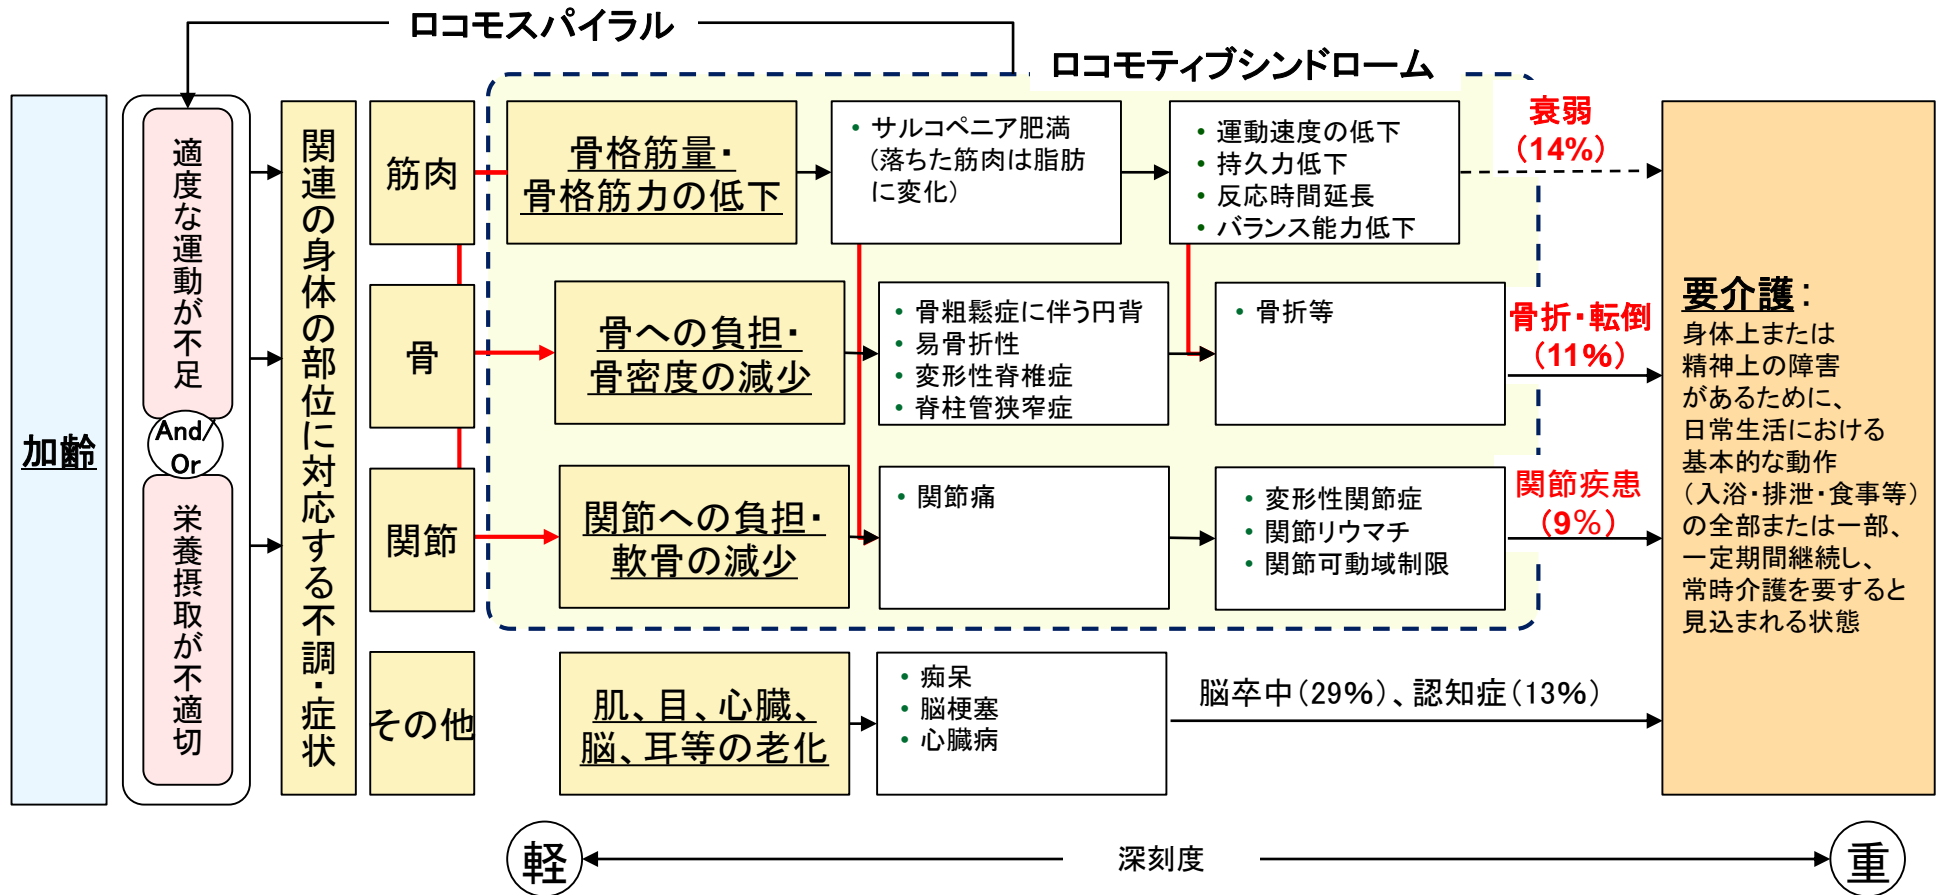 ロコモスパイラル
ロコモティブシンドローム
加齢
適度な運動が不足
And/
Or
栄養摂取が不適切
関連の身体の部位に対応する不調・症状
筋肉
骨格筋量・
骨格筋力の低下
• サルコペニア肥満
(落ちた筋肉は脂肪
に変化)
• 運動速度の低下
• 持久力低下
• 反応時間延長
• バランス能力低下
衰弱
(14%)
骨
骨への負担・
骨密度の減少
• 骨粗鬆症に伴う円背
• 易骨折性
• 変形性脊椎症
• 脊柱管狭窄症
• 骨折等
骨折・転倒
(11%)
関節
関節への負担・
軟骨の減少
• 関節痛
• 変形性関節症
• 関節リウマチ
• 関節可動域制限
関節疾患
(9%)
その他
肌、目、心臓、
脳、耳等の老化
• 痴呆
• 脳梗塞
• 心臓病
脳卒中(29%)、認知症(13%)
要介護:
身体上または
精神上の障害
があるために、
日常生活における
基本的な動作
(入浴・排泄・食事等)
の全部または一部、
一定期間継続し、
常時介護を要すると
見込まれる状態
軽
深刻度
重